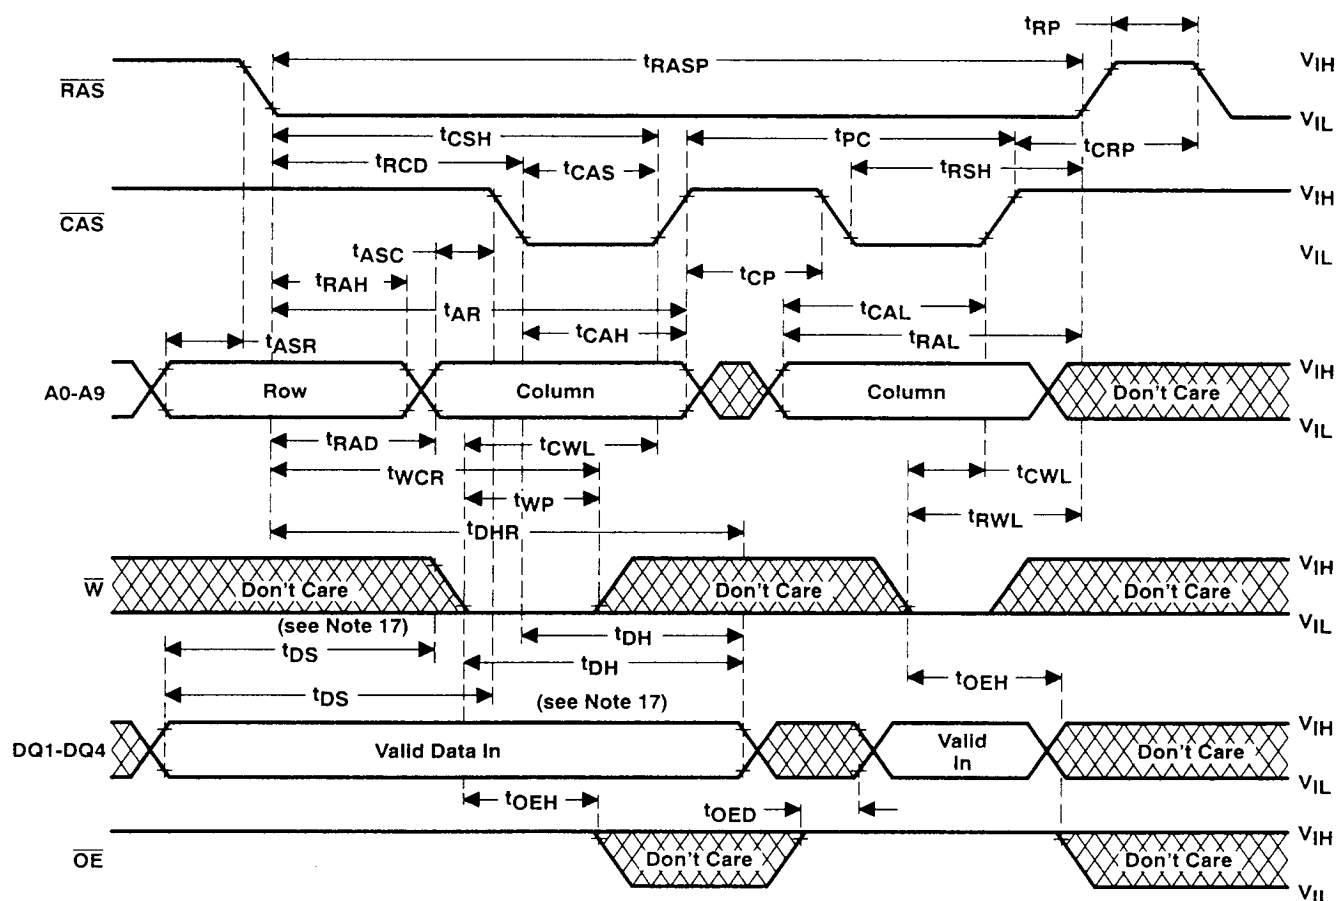 tRP
tRASP
RAS
VIH
VIL
tCSH
tPC
tRCD
tCAS
tRSH
tCRP
CAS
VIH
VIL
tASC
tRAH
tCP
tAR
tCAL
tCAH
tRAL
tASR
A0-A9
Row
Column
Column
Don't Care
VIH
VIL
tRAD
tCWL
tWCR
tCWL
tWP
tRWL
tDHR
W
Don't Care
Don't Care
Don't Care
VIH
VIL
(see Note 17)
tDS
tDH
tDH
tOEH
tDS
(see Note 17)
DQ1-DQ4
Valid Data In
Valid
In
Don't Care
VIH
VIL
tOEH
tOED
OE
Don't Care
Don't Care
VIH
VIL